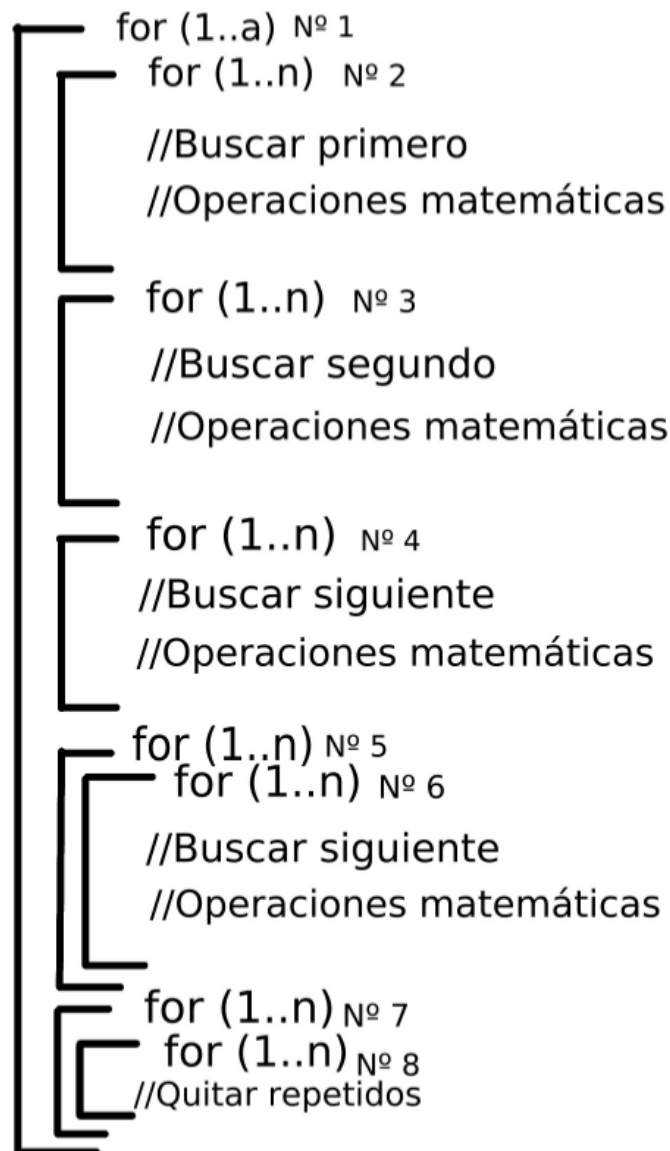 for (1..a) Nº 1
for (1..n) Nº 2
//Buscar primero
//Operaciones matemáticas
for (1..n) Nº 3
//Buscar segundo
//Operaciones matemáticas
for (1..n) Nº 4
//Buscar siguiente
//Operaciones matemáticas
for (1..n) Nº 5
for (1..n) Nº 6
//Buscar siguiente
//Operaciones matemáticas
for (1..n) Nº 7
for (1..n) Nº 8
//Quitar repetidos